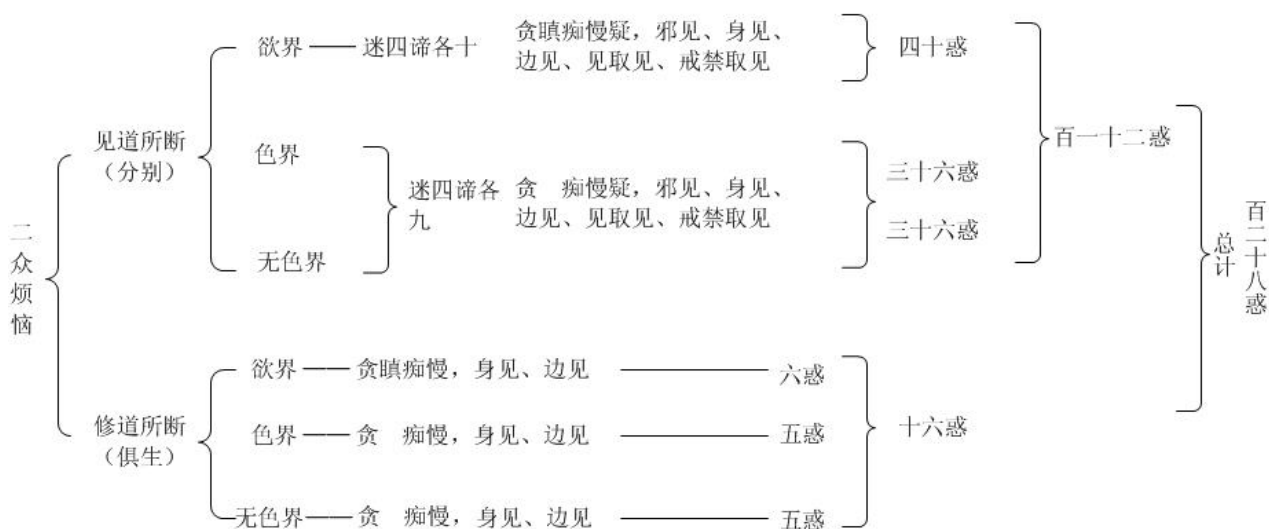 二众烦恼
见道所断
（分别）
欲界 —— 迷四谛各十
贪瞋痴慢疑，邪见、身见、
边见、见取见、戒禁取见
四十惑
色界
无色界
迷四谛各
九
贪 痴慢疑，邪见、身见、
边见、见取见、戒禁取见
三十六惑
三十六惑
百一十二惑
修道所断
（俱生）
欲界 —— 贪瞋痴慢，身见、边见 —— 六惑
色界 —— 贪 痴慢，身见、边见 —— 五惑
无色界 —— 贪 痴慢，身见、边见 —— 五惑
十六惑
总计
百二十八惑